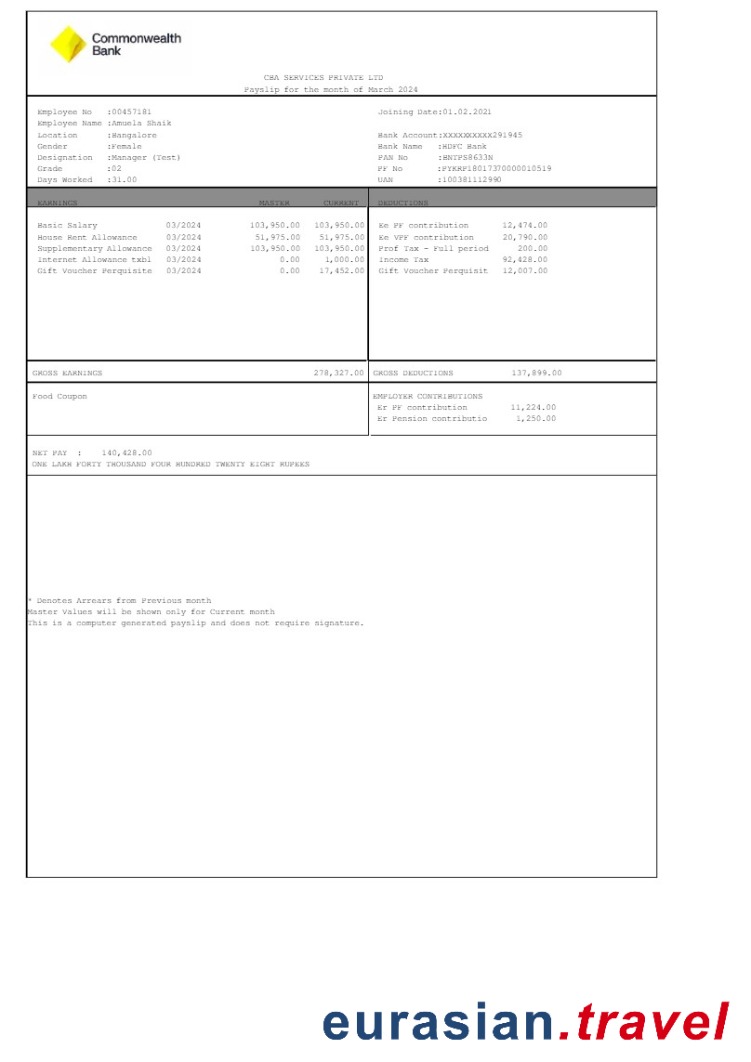 Commonwealth
Bank
CBA SERVICES PRIVATE LTD
Payslip for the month of March 2024
Employee No :00457181 Joining Date:01.02.2021
Employee Name :Amuela Shaik
Location :Bangalore Bank Account:XXXXXXXXXX291945
Gender :Female Bank Name :HDFC Bank
Designation :Manager (Test) PAN No :BNTPS8633N
Grade :02 PF No :PYKRP18017370000010519
Days Worked :31.00 UAN :100381112990
EARNINGS MASTER CURRENT DEDUCTIONS
Basic Salary 03/2024 103,950.00 103,950.00 Ee PF contribution 12,474.00
House Rent Allowance 03/2024 51,975.00 51,975.00 Ee VPF contribution 20,790.00
Supplementary Allowance 03/2024 103,950.00 103,950.00 Prof Tax - Full period 200.00
Internet Allowance txbl 03/2024 0.00 1,000.00 Income Tax 92,428.00
Gift Voucher Perquisite 03/2024 0.00 17,452.00 Gift Voucher Perquisit 12,007.00
GROSS EARNINGS 278,327.00 GROSS DEDUCTIONS 137,899.00
Food Coupon EMPLOYER CONTRIBUTIONS
Er PF contribution 11,224.00
Er Pension contributio 1,250.00
NET PAY : 140,428.00
ONE LAKH FORTY THOUSAND FOUR HUNDRED TWENTY EIGHT RUPEES
* Denotes Arrears from Previous month
Master Values will be shown only for Current month
This is a computer generated payslip and does not require signature.
eurasian.travel